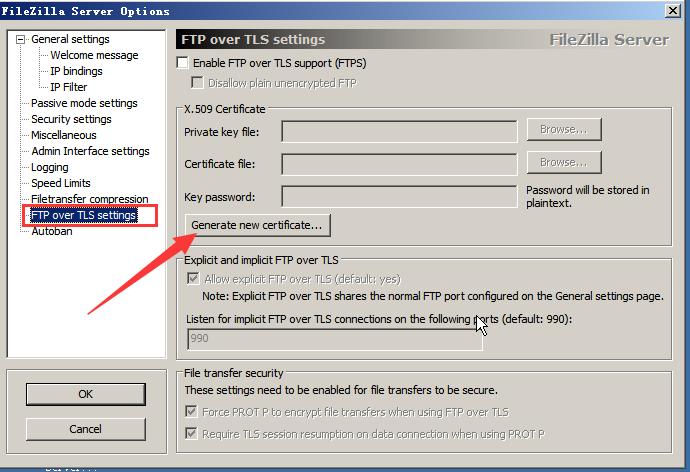 FileZilla Server Options
General settings
Welcome message
IP bindings
IP Filter
Passive mode settings
Security settings
Miscellaneous
Admin Interface settings
Logging
Speed Limits
Filetransfer compression
FTP over TLS settings
Autoban
OK
Cancel
FTP over TLS settings
FileZilla Server
Enable FTP over TLS support (FTPS)
Disallow plain unencrypted FTP
X.509 Certificate
Private key file:
Browse...
Certificate file:
Browse...
Key password:
Password will be stored in
plaintext.
Generate new certificate...
Explicit and implicit FTP over TLS
Allow explicit FTP over TLS (default: yes)
Note: Explicit FTP over TLS shares the normal FTP port configured on the General settings page.
Listen for implicit FTP over TLS connections on the following ports (default: 990):
990
File transfer security
These settings need to be enabled for file transfers to be secure.
Force PROT P to encrypt file transfers when using FTP over TLS
Require TLS session resumption on data connection when using PROT P